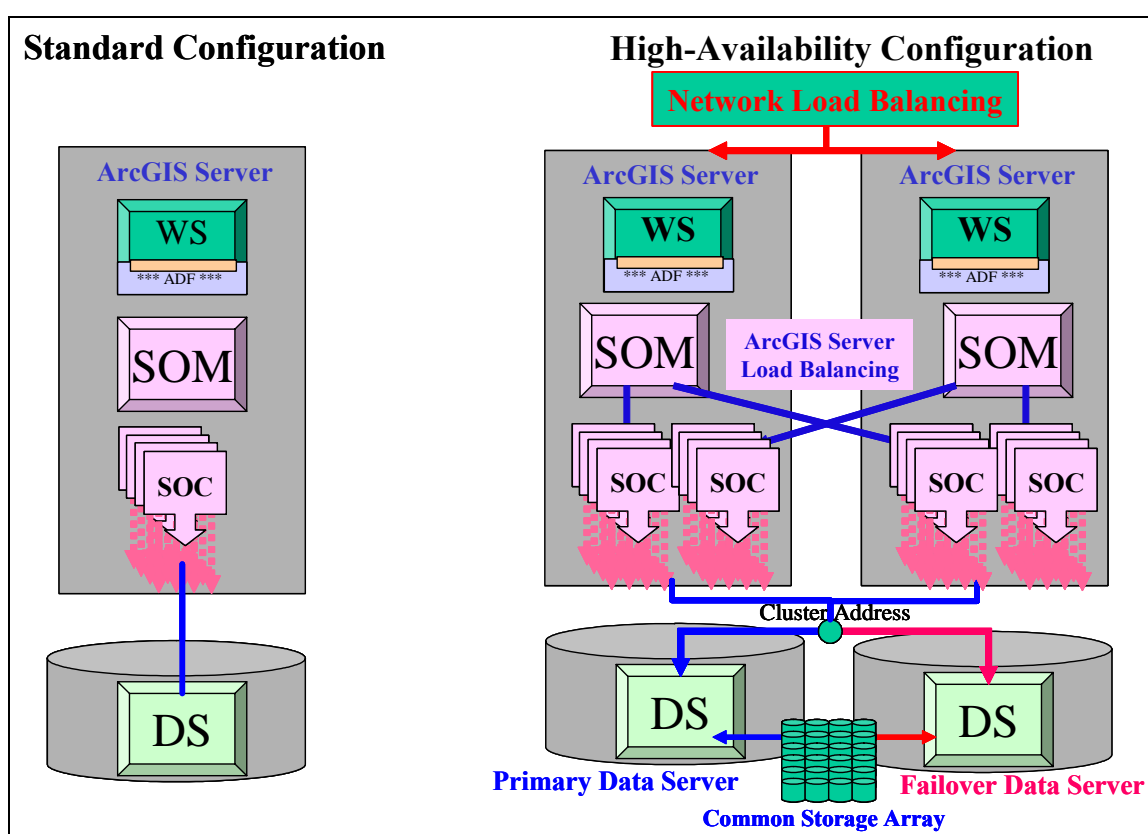 Standard Configuration
High-Availability Configuration
Network Load Balancing
ArcGIS Server
WS
*** ADF ***
SOM
SOC
DS
ArcGIS Server
WS
*** ADF ***
SOM
ArcGIS Server
WS
*** ADF ***
SOM
ArcGIS Server
Load Balancing
SOC
SOC
SOC
SOC
Cluster Address
DS
DS
Primary Data Server
Failover Data Server
Common Storage Array